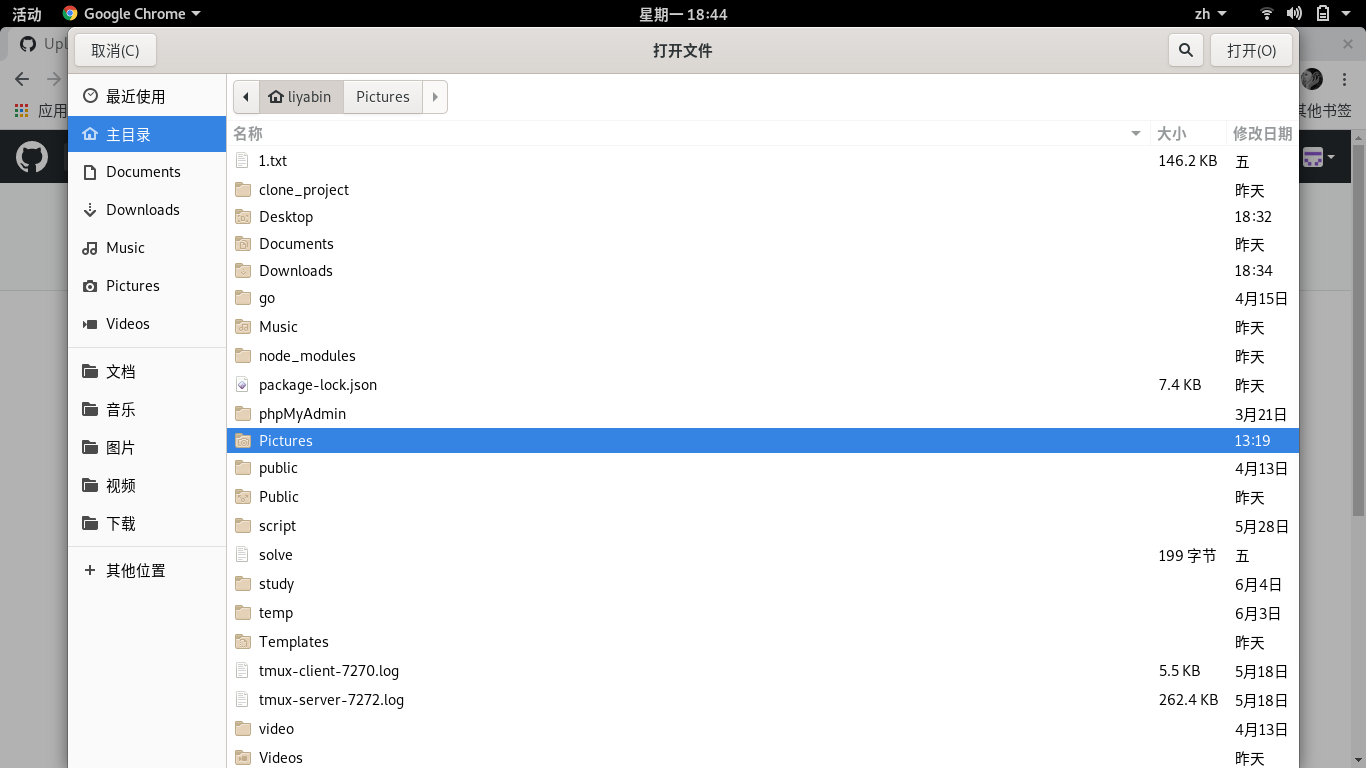 活动 Google Chrome 星期一 18:44 zh
Upl
取消(C) 打开文件 打开(O)
应用 其他书签
最近使用
主目录
Documents
Downloads
Music
Pictures
Videos
文档
音乐
图片
视频
下载
其他位置
liyabin Pictures
名称 大小 修改日期
1.txt 146.2 KB 五
clone_project 昨天
Desktop 18:32
Documents 昨天
Downloads 18:34
go 4月15日
Music 昨天
node_modules 昨天
package-lock.json 7.4 KB 昨天
phpMyAdmin 3月21日
Pictures 13:19
public 4月13日
Public 昨天
script 5月28日
solve 199 字节 五
study 6月4日
temp 6月3日
Templates 昨天
tmux-client-7270.log 5.5 KB 5月18日
tmux-server-7272.log 262.4 KB 5月18日
video 4月13日
Videos 昨天